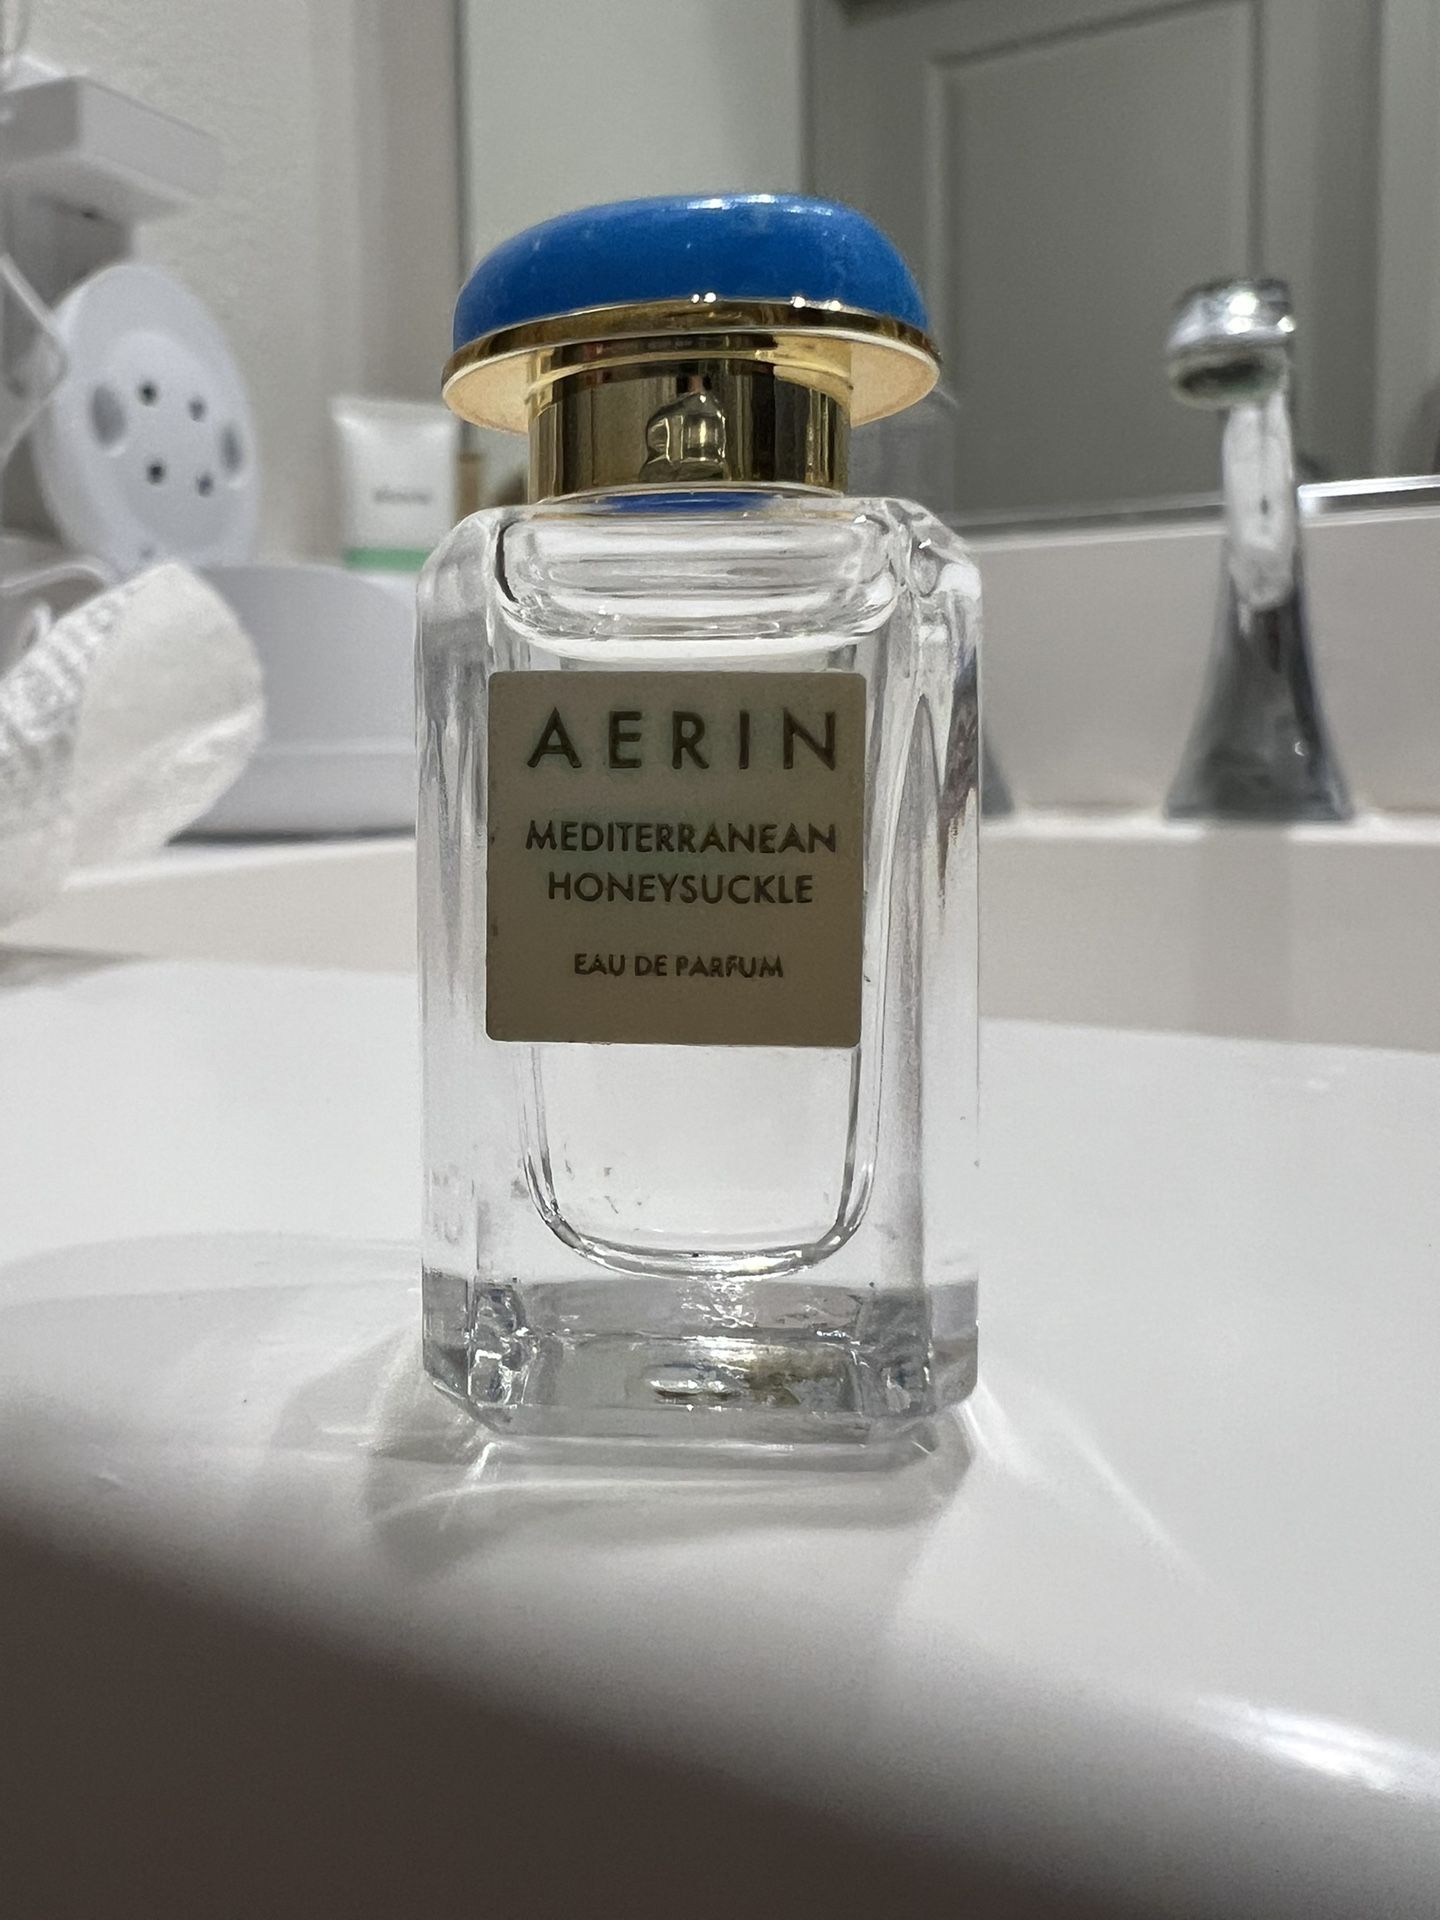 AERIN
MEDITERRANEAN
HONEYSUCKLE
EAU DE PARFUM